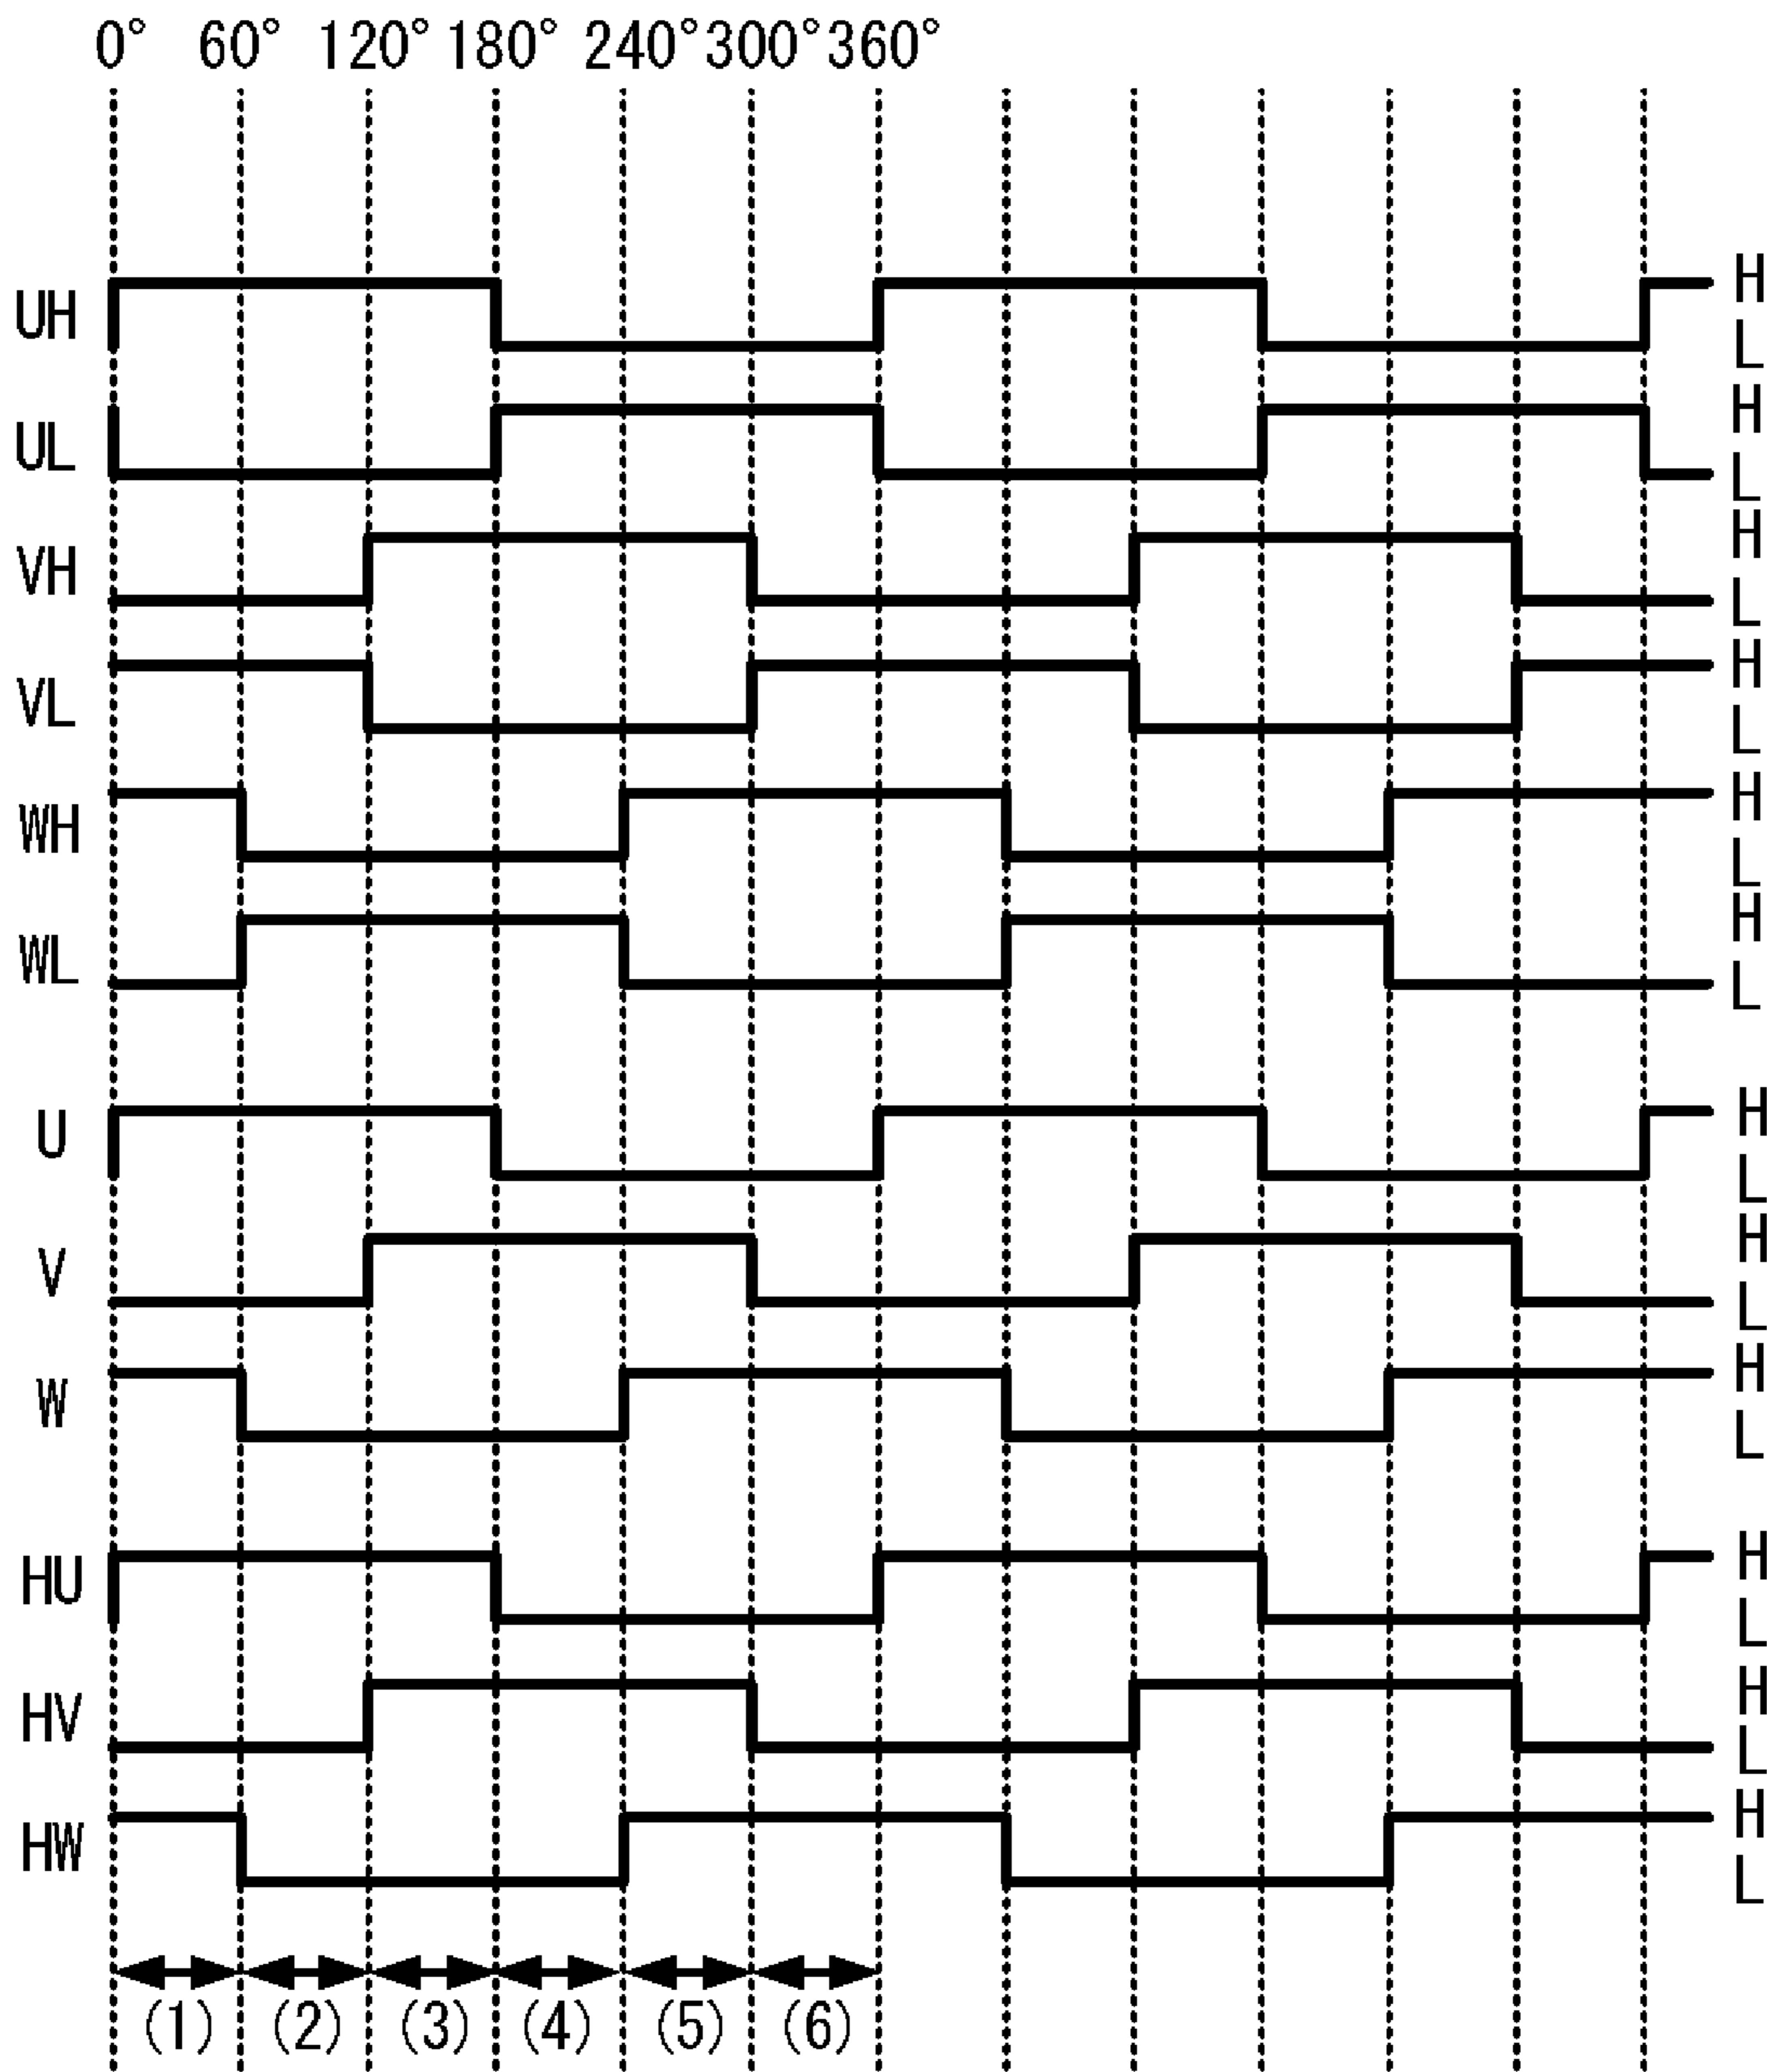 0° 60° 120° 180° 240° 300° 360°
UH H
L
UL H
L
VH H
L
VL H
L
WH H
L
WL H
L
U H
L
V H
L
W H
L
HU H
L
HV H
L
HW H
L
(1) (2) (3) (4) (5) (6)